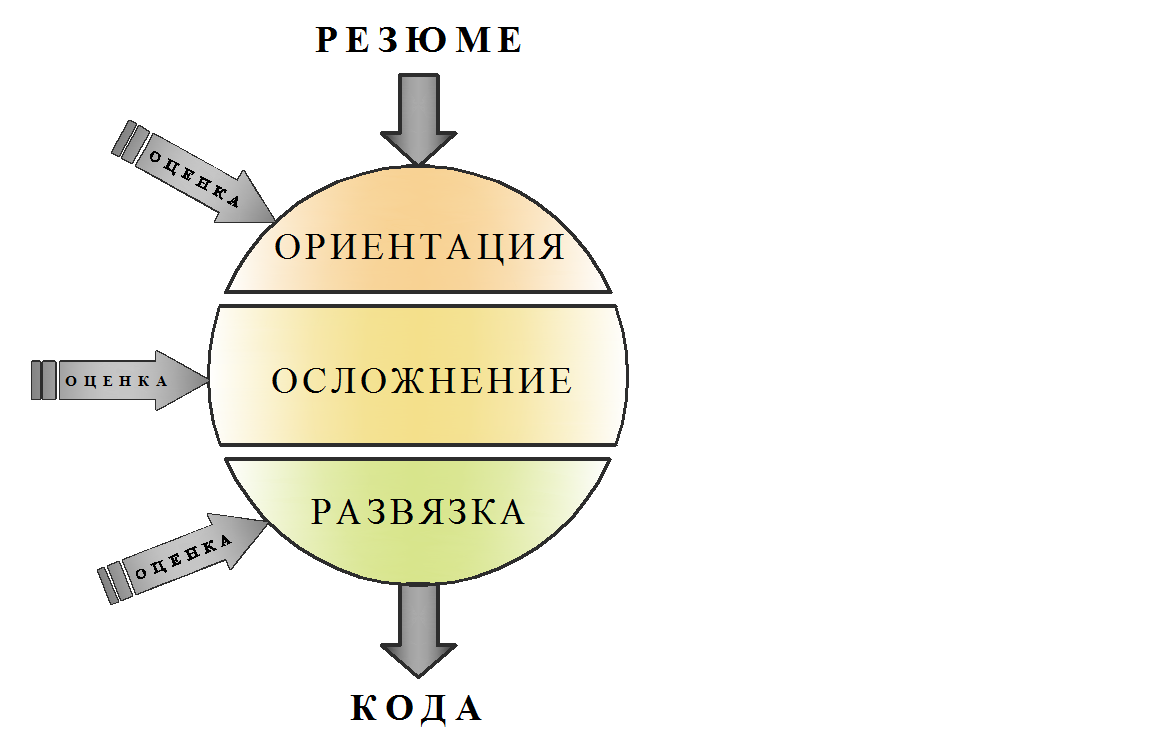 РЕЗЮМЕ
ОЦЕНКА
ОРИЕНТАЦИЯ
ОЦЕНКА
ОСЛОЖНЕНИЕ
РАЗВЯЗКА
ОЦЕНКА
КОДА